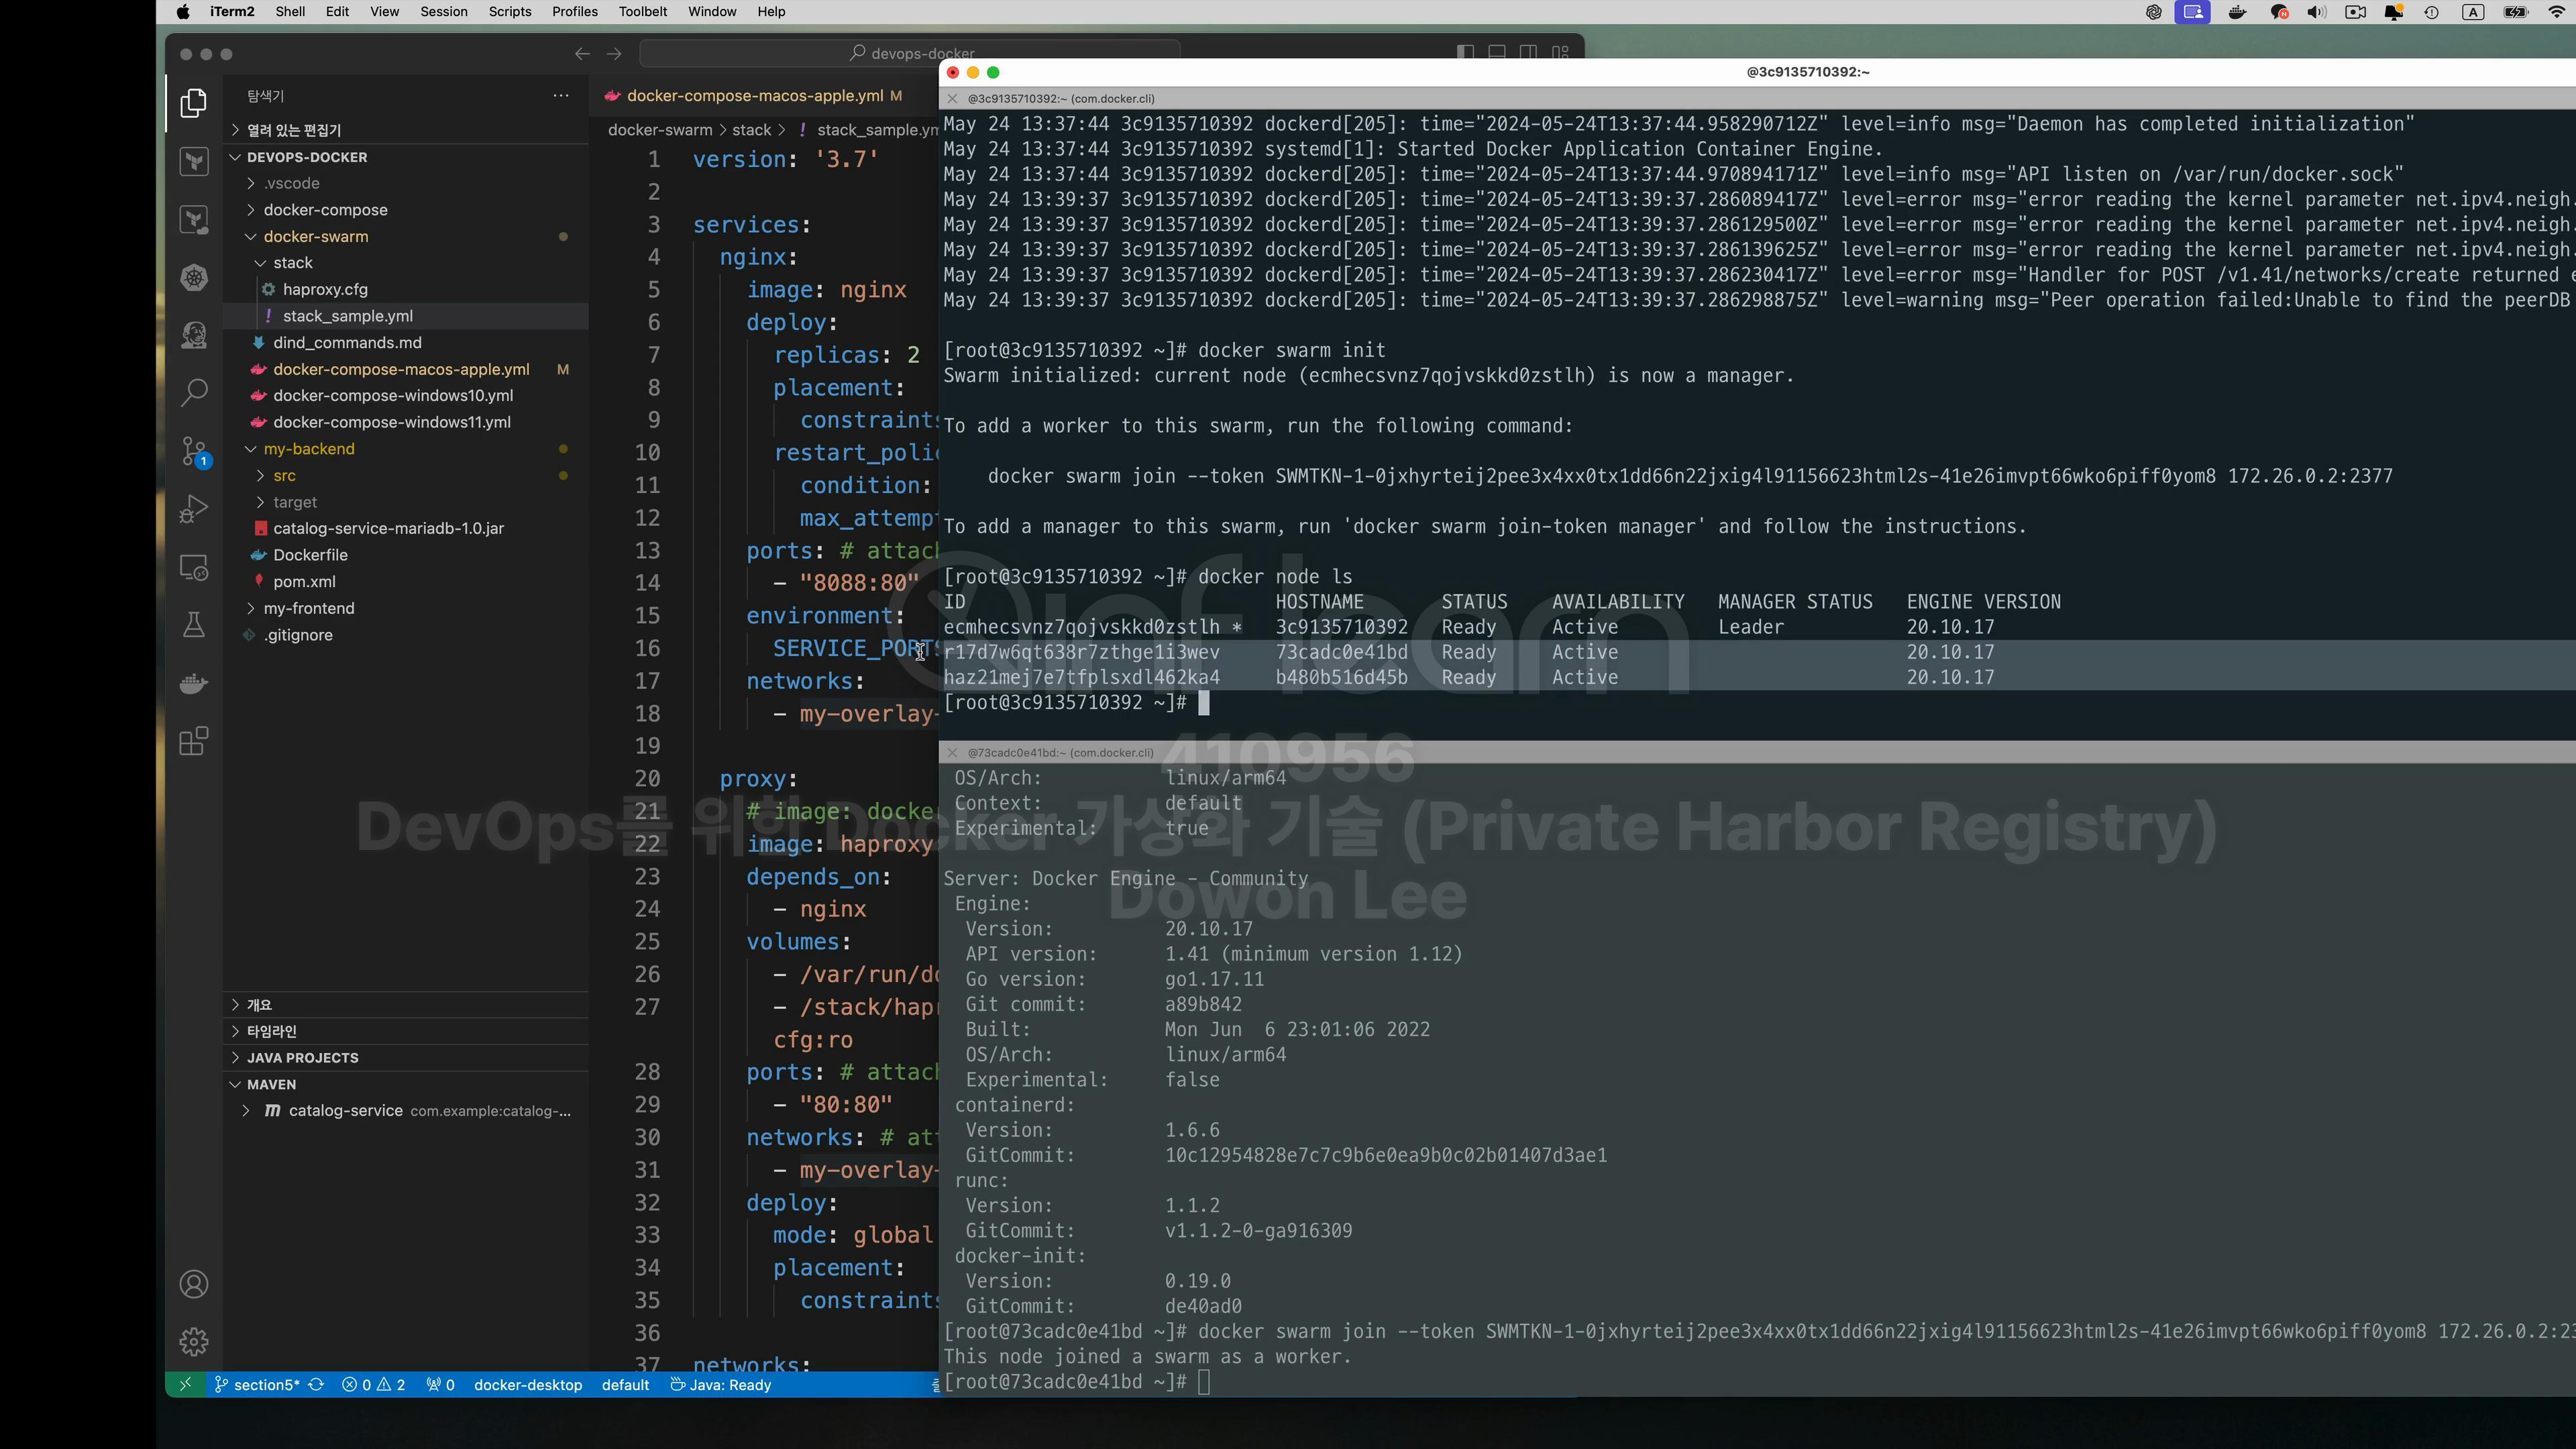 iTerm2 Shell Edit View Session Scripts Profiles Toolbelt Window Help
devops-docker
탐색기
열려 있는 편집기
DEVOPS-DOCKER
.vscode
docker-compose
docker-swarm
stack
haproxy.cfg
stack_sample.yml
dind_commands.md
docker-compose-macos-apple.yml M
docker-compose-windows10.yml
docker-compose-windows11.yml
my-backend
src
target
catalog-service-mariadb-1.0.jar
Dockerfile
pom.xml
my-frontend
.gitignore
개요
타임라인
JAVA PROJECTS
MAVEN
catalog-service com.example:catalog-...
docker-compose-macos-apple.yml M
docker-swarm > stack > ! stack_sample.ym
1 version: '3.7'
2
3 services:
4 nginx:
5 image: nginx
6 deploy:
7 replicas: 2
8 placement:
9 constraints
10 restart_polic
11 condition:
12 max_attempt
13 ports: # attach
14 - "8088:80"
15 environment:
16 SERVICE_PORTS
17 networks:
18 - my-overlay-
19
20 proxy:
21 # image: docke
22 image: haproxy
23 depends_on:
24 - nginx
25 volumes:
26 - /var/run/do
27 - /stack/hapr
cfg:ro
28 ports: # attach
29 - "80:80"
30 networks: # att
31 - my-overlay-
32 deploy:
33 mode: global
34 placement:
35 constraints
36
37 networks:
section5* 0 2 0 docker-desktop default Java: Ready
@3c9135710392:~
@3c9135710392:~ (com.docker.cli)
May 24 13:37:44 3c9135710392 dockerd[205]: time="2024-05-24T13:37:44.958290712Z" level=info msg="Daemon has completed initialization"
May 24 13:37:44 3c9135710392 systemd[1]: Started Docker Application Container Engine.
May 24 13:37:44 3c9135710392 dockerd[205]: time="2024-05-24T13:37:44.970894171Z" level=info msg="API listen on /var/run/docker.sock"
May 24 13:39:37 3c9135710392 dockerd[205]: time="2024-05-24T13:39:37.286089417Z" level=error msg="error reading the kernel parameter net.ipv4.neigh.
May 24 13:39:37 3c9135710392 dockerd[205]: time="2024-05-24T13:39:37.286129500Z" level=error msg="error reading the kernel parameter net.ipv4.neigh.
May 24 13:39:37 3c9135710392 dockerd[205]: time="2024-05-24T13:39:37.286139625Z" level=error msg="error reading the kernel parameter net.ipv4.neigh.
May 24 13:39:37 3c9135710392 dockerd[205]: time="2024-05-24T13:39:37.286230417Z" level=error msg="Handler for POST /v1.41/networks/create returned e
May 24 13:39:37 3c9135710392 dockerd[205]: time="2024-05-24T13:39:37.286298875Z" level=warning msg="Peer operation failed:Unable to find the peerDB
[root@3c9135710392 ~]# docker swarm init
Swarm initialized: current node (ecmhecsvnz7qojvskkd0zstlh) is now a manager.
To add a worker to this swarm, run the following command:
docker swarm join --token SWMTKN-1-0jxhyrteij2pee3x4xx0tx1dd66n22jxig4l91156623html2s-41e26imvpt66wko6piff0yom8 172.26.0.2:2377
To add a manager to this swarm, run 'docker swarm join-token manager' and follow the instructions.
[root@3c9135710392 ~]# docker node ls
ID HOSTNAME STATUS AVAILABILITY MANAGER STATUS ENGINE VERSION
ecmhecsvnz7qojvskkd0zstlh * 3c9135710392 Ready Active Leader 20.10.17
r17d7w6qt638r7zthge1i3wev 73cadc0e41bd Ready Active 20.10.17
haz21mej7e7tfplsxdl462ka4 b480b516d45b Ready Active 20.10.17
[root@3c9135710392 ~]#
@73cadc0e41bd:~ (com.docker.cli)
OS/Arch: linux/arm64
Context: default
Experimental: true
Server: Docker Engine - Community
Engine:
Version: 20.10.17
API version: 1.41 (minimum version 1.12)
Go version: go1.17.11
Git commit: a89b842
Built: Mon Jun 6 23:01:06 2022
OS/Arch: linux/arm64
Experimental: false
containerd:
Version: 1.6.6
GitCommit: 10c12954828e7c7c9b6e0ea9b0c02b01407d3ae1
runc:
Version: 1.1.2
GitCommit: v1.1.2-0-ga916309
docker-init:
Version: 0.19.0
GitCommit: de40ad0
[root@73cadc0e41bd ~]# docker swarm join --token SWMTKN-1-0jxhyrteij2pee3x4xx0tx1dd66n22jxig4l91156623html2s-41e26imvpt66wko6piff0yom8 172.26.0.2:23
This node joined a swarm as a worker.
[root@73cadc0e41bd ~]#
inflearn
410956
DevOps를 위한 Docker 가상화 기술 (Private Harbor Registry)
Dowon Lee